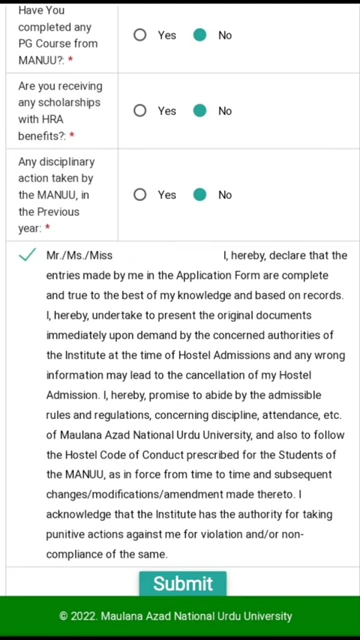 Have You
completed any
PG Course from
MANUU?: *
Yes No
Are you receiving
any scholarships
with HRA
benefits?: *
Yes No
Any disciplinary
action taken by
the MANUU, in
the Previous
year: *
Yes No
Mr./Ms./Miss I, hereby, declare that the
entries made by me in the Application Form are complete
and true to the best of my knowledge and based on records.
I, hereby, undertake to present the original documents
immediately upon demand by the concerned authorities of
the Institute at the time of Hostel Admissions and any wrong
information may lead to the cancellation of my Hostel
Admission. I, hereby, promise to abide by the admissible
rules and regulations, concerning discipline, attendance, etc.
of Maulana Azad National Urdu University, and also to follow
the Hostel Code of Conduct prescribed for the Students of
the MANUU, as in force from time to time and subsequent
changes/modifications/amendment made thereto. I
acknowledge that the Institute has the authority for taking
punitive actions against me for violation and/or non-
compliance of the same.
Submit
© 2022. Maulana Azad National Urdu University